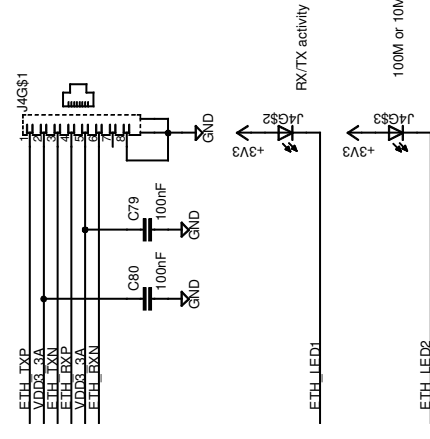 RX/TX activity
100M or 10M
J4G$1
1
2
3
4
5
6
7
8
GND
J4G$2
+3V3
J4G$3
+3V3
C79
100nF
GND
C80
100nF
GND
ETH_TXP
VDD3_3A
ETH_TXN
ETH_RXP
VDD3_3A
ETH_RXN
ETH_LED1
ETH_LED2